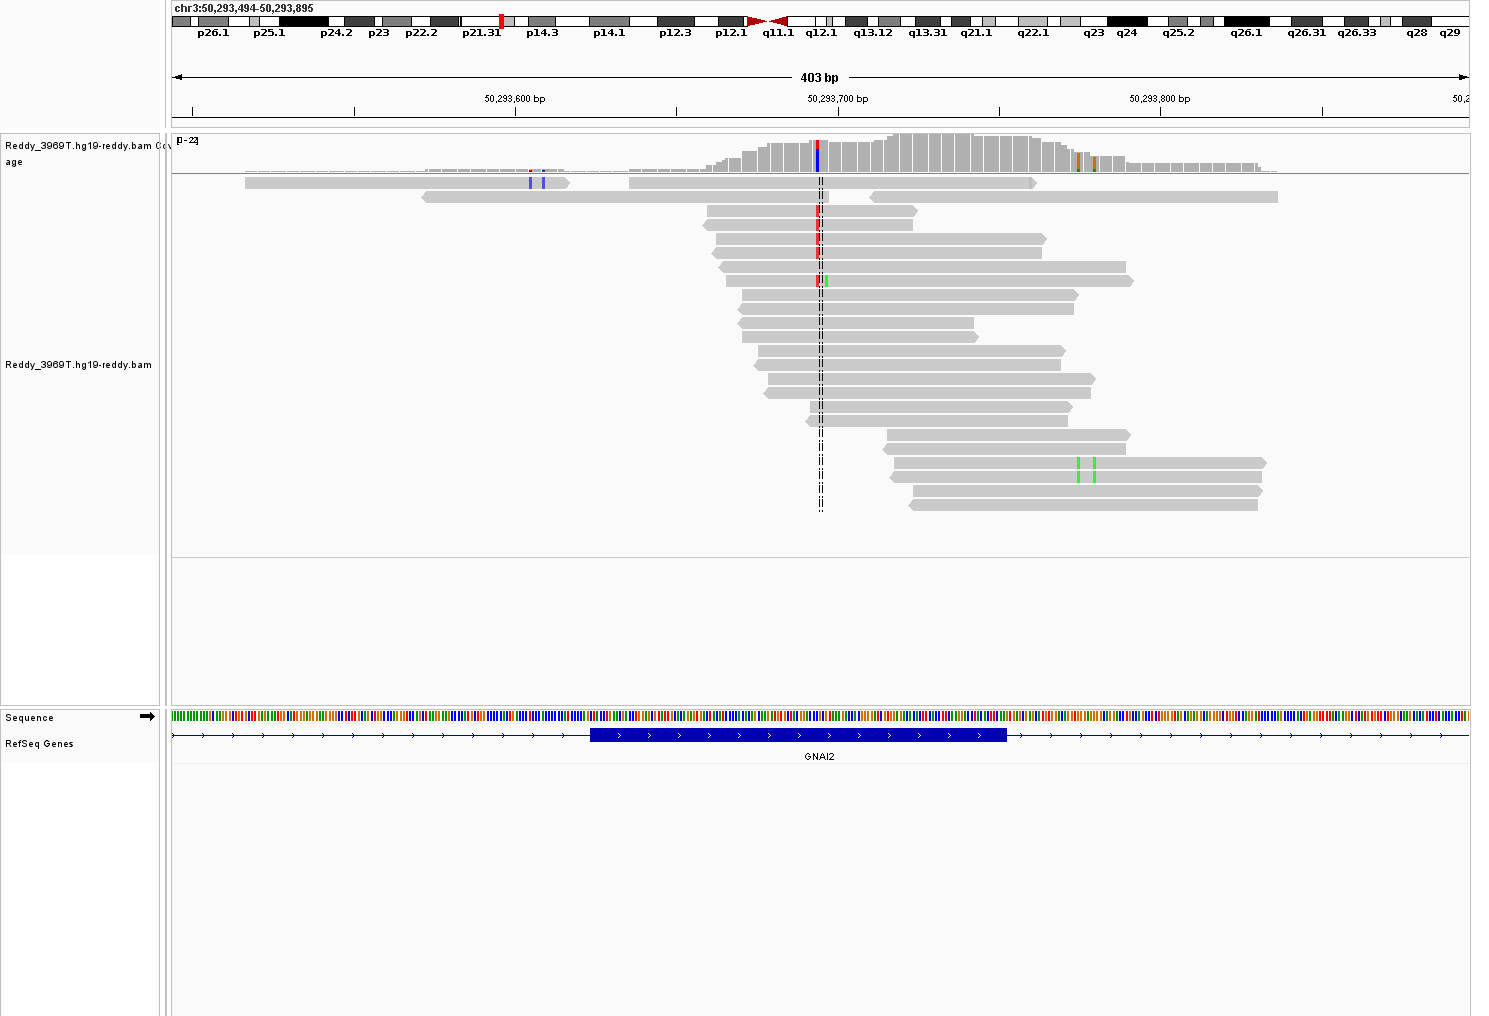 chr3:50,293,494-50,293,895
p26.1 p25.1 p24.2 p23 p22.2 p21.31 p14.3 p14.1 p12.3 p12.1 q11.1 q12.1 q13.12 q13.31 q21.1 q22.1 q23 q24 q25.2 q26.1 q26.31 q26.33 q28 q29
403 bp
50,293,600 bp 50,293,700 bp 50,293,800 bp 50,2
Reddy_3969T.hg19-reddy.bam Cov
age
[0-22]
Reddy_3969T.hg19-reddy.bam
Sequence
RefSeq Genes
GNAI2